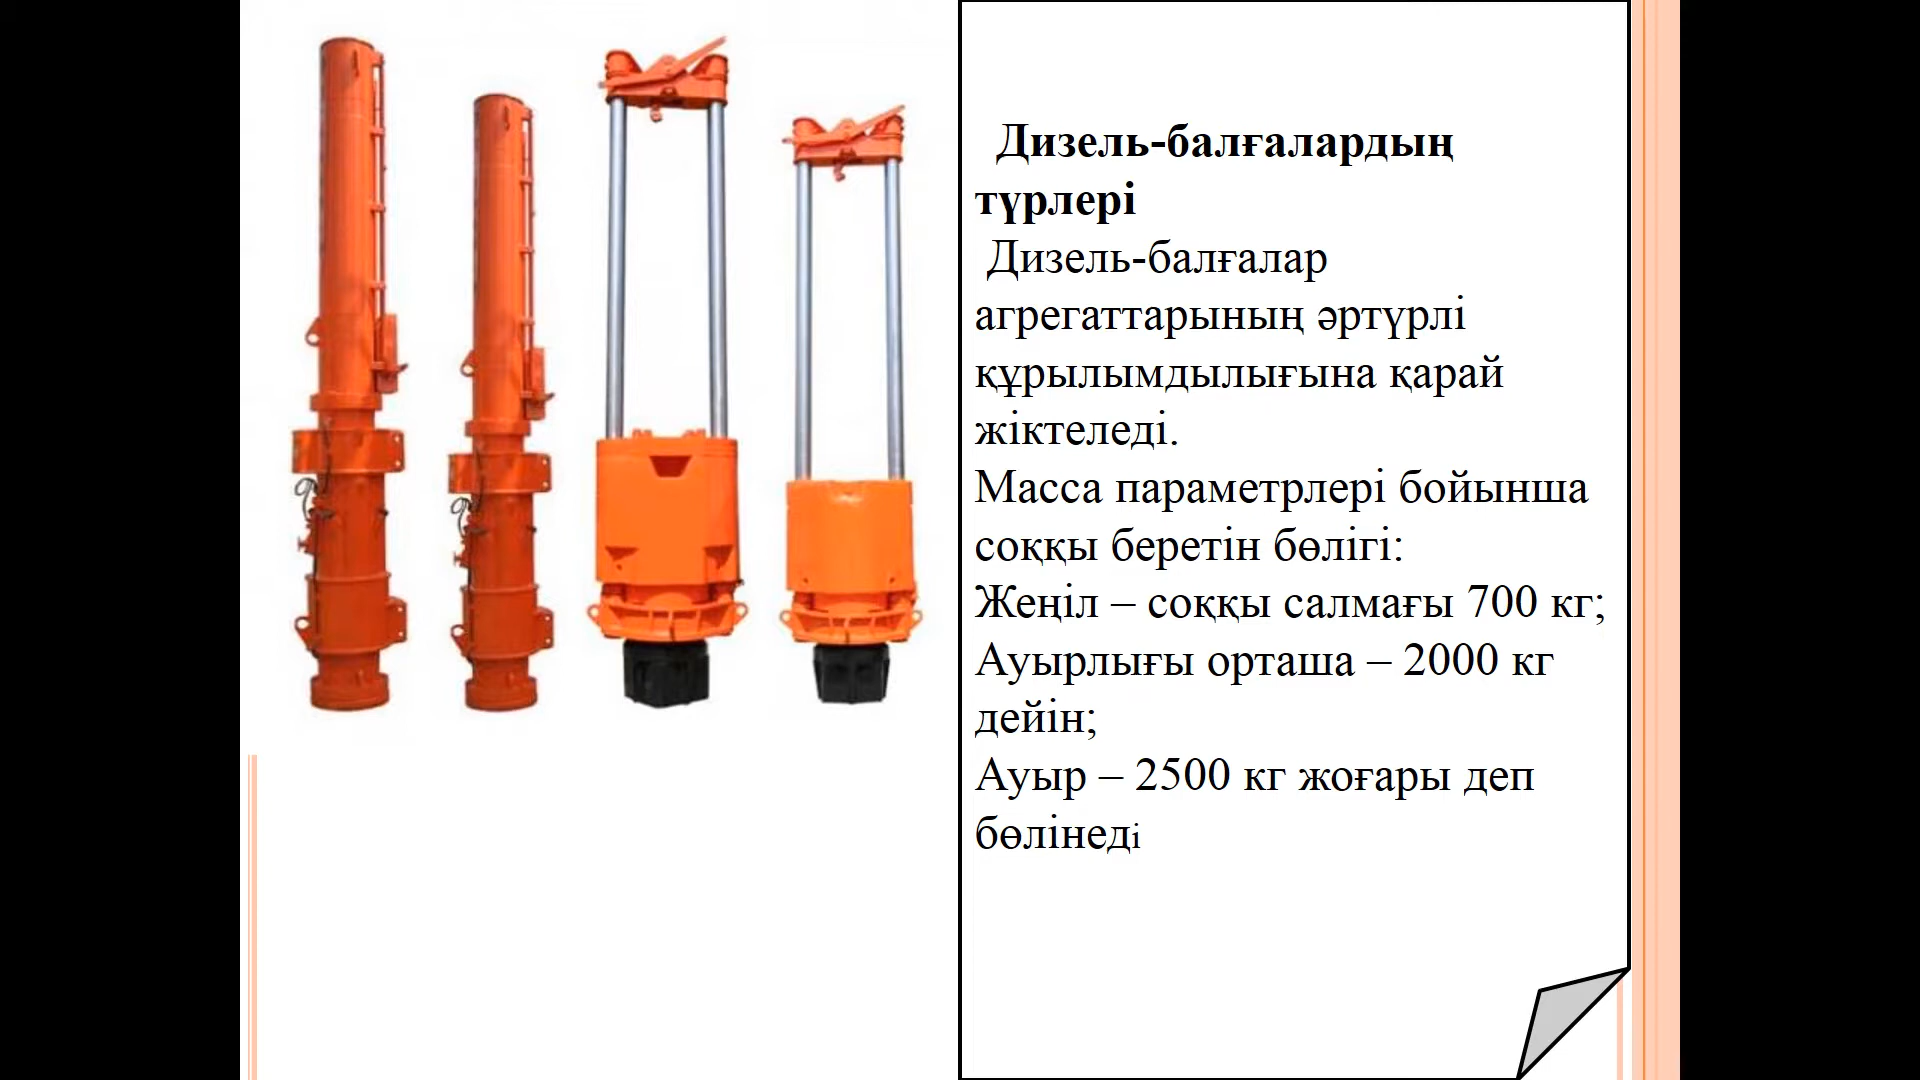 Дизель-балғалардың
түрлері
Дизель-балғалар
агрегаттарының әртүрлі
құрылымдылығына қарай
жіктеледі.
Масса параметрлері бойынша
соққы беретін бөлігі:
Жеңіл – соққы салмағы 700 кг;
Ауырлығы орташа – 2000 кг
дейін;
Ауыр – 2500 кг жоғары деп
бөлінеді